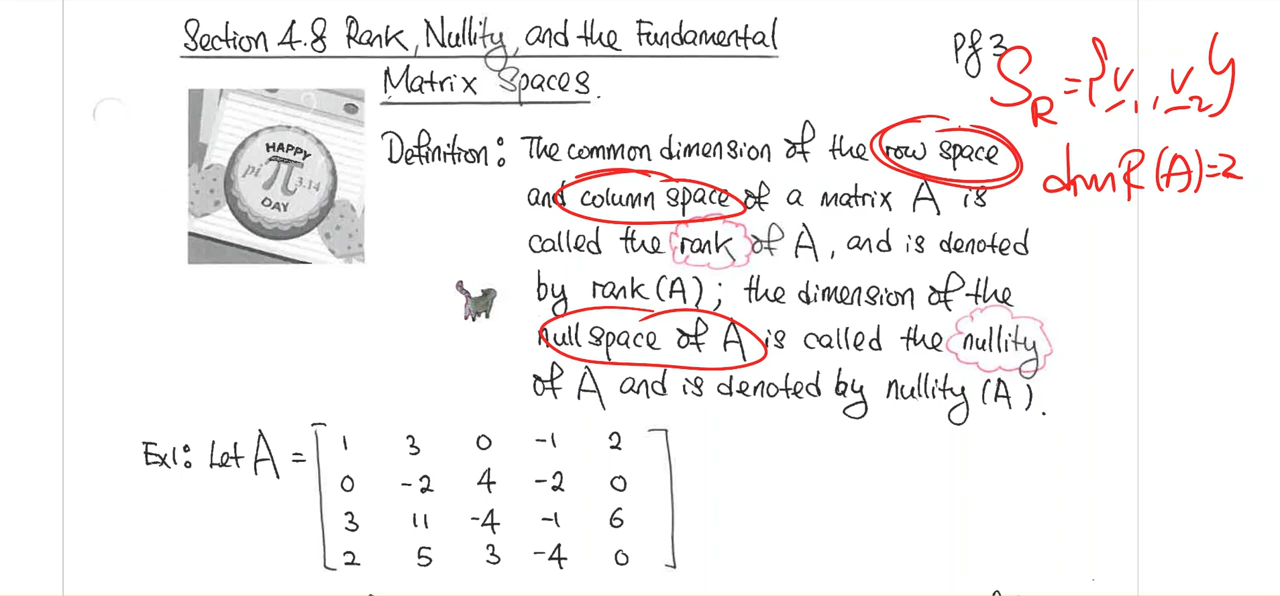 Section 4.8 Rank, Nullity, and the Fundamental
Matrix Spaces.
HAPPY
pi π 3.14
DAY
Definition: The common dimension of the row space
and column space of a matrix A is
called the rank of A, and is denoted
by rank(A); the dimension of the
null space of A is called the nullity
of A and is denoted by nullity (A).
S_R = {v_1, v_2}
dim R(A)=2
Ex1: Let A = [
1 3 0 -1 2
0 -2 4 -2 0
3 11 -4 -1 6
2 5 3 -4 0
]